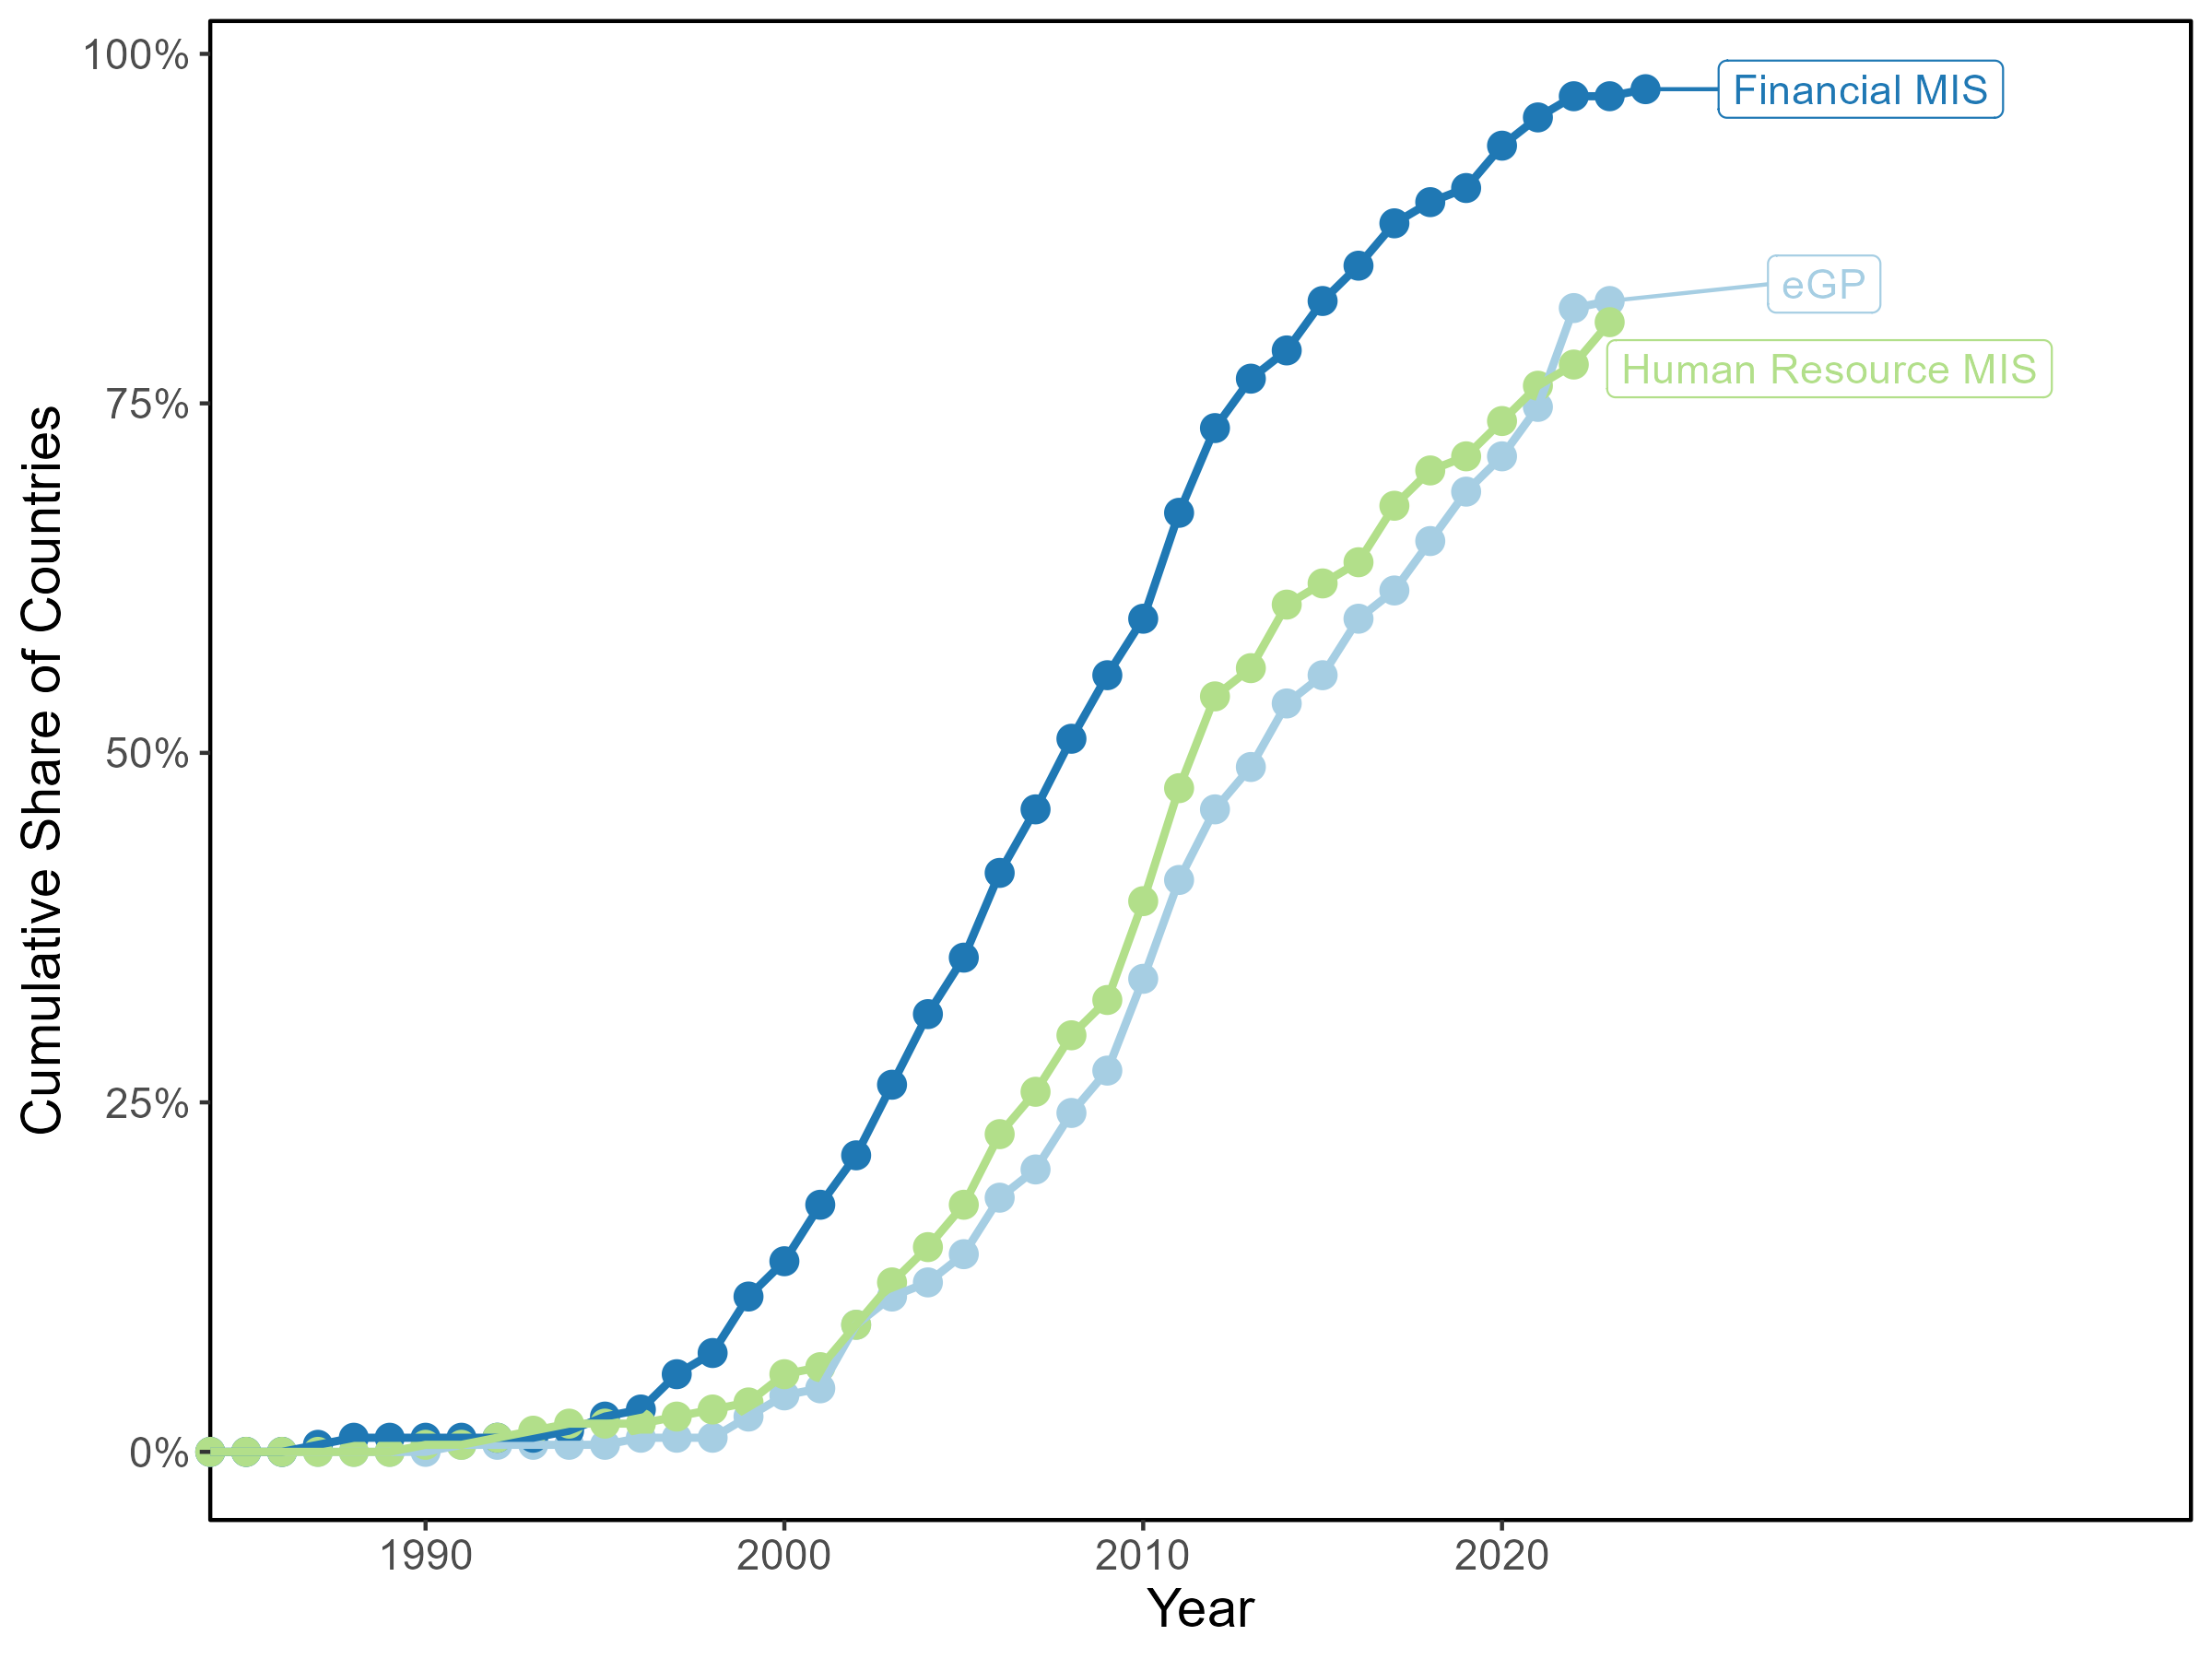 100%
75%
50%
25%
0%
Cumulative Share of Countries
Financial MIS
eGP
Human Resource MIS
1990
2000
2010
2020
Year